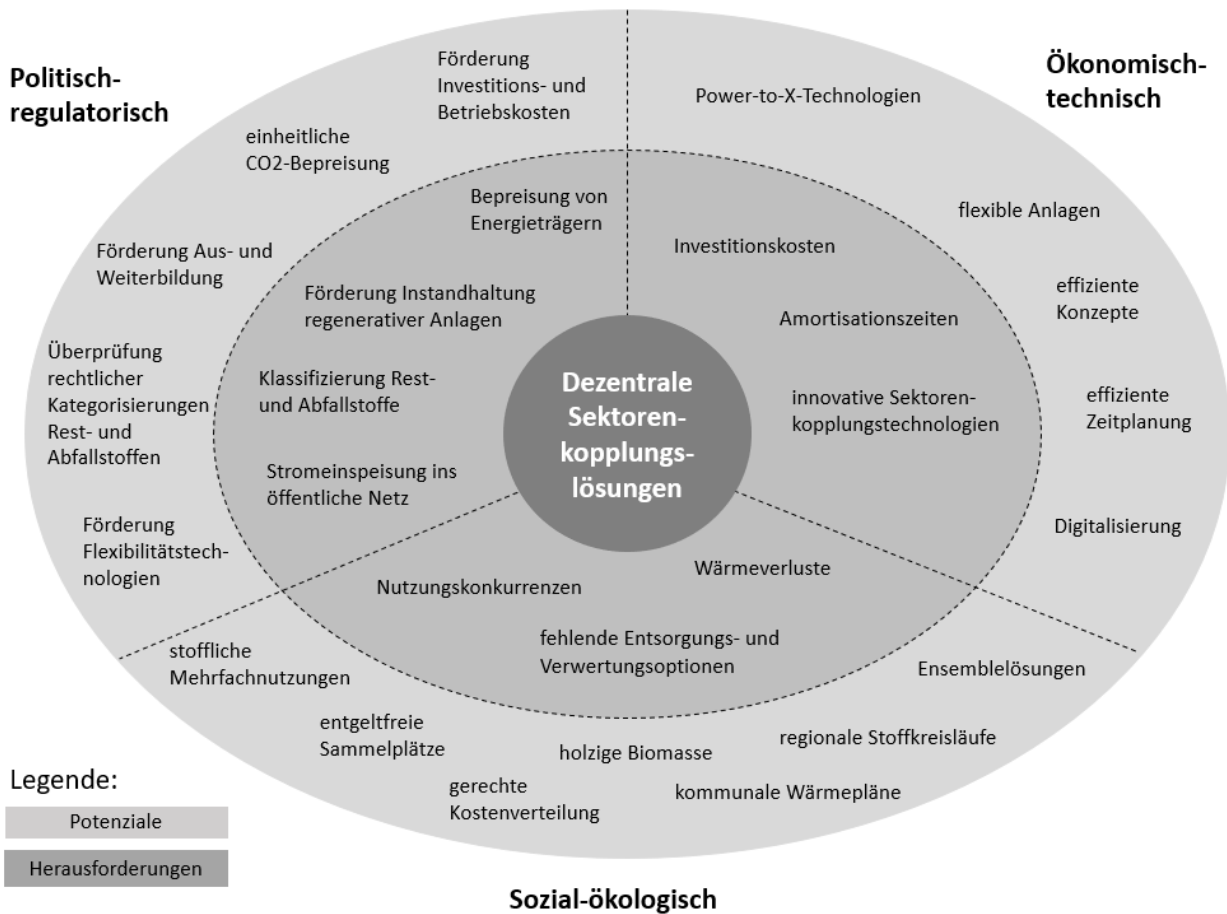 Politisch-
regulatorisch
Ökonomisch-
technisch
Förderung
Investitions- und
Betriebskosten
einheitliche
CO2-Bepreisung
Förderung Aus- und
Weiterbildung
Überprüfung
rechtlicher
Kategorisierungen
Rest- und
Abfallstoffen
Förderung
Flexibilitätstech-
nologien
Bepreisung von
Energieträgern
Förderung Instandhaltung
regenerativer Anlagen
Klassifizierung Rest-
und Abfallstoffe
Stromeinspeisung ins
öffentliche Netz
Dezentrale
Sektoren-
kopplungs-
lösungen
Power-to-X-Technologien
flexible Anlagen
effiziente
Konzepte
effiziente
Zeitplanung
Digitalisierung
Investitionskosten
Amortisationszeiten
innovative Sektoren-
kopplungstechnologien
Nutzungskonkurrenzen
Wärmeverluste
fehlende Entsorgungs- und
Verwertungsoptionen
stoffliche
Mehrfachnutzungen
entgeltfreie
Sammelplätze
gerechte
Kostenverteilung
holzige Biomasse
kommunale Wärmepläne
regionale Stoffkreisläufe
Ensemblelösungen
Sozial-ökologisch
Legende:
Potenziale
Herausforderungen